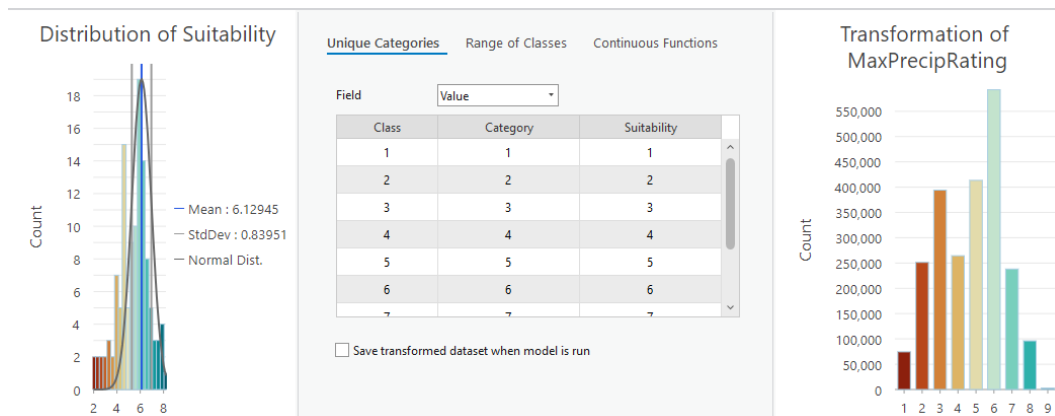 Distribution of Suitability
18
16
14
12
10
8
6
4
2
0
Count
2 4 6 8
Mean : 6.12945
StdDev : 0.83951
Normal Dist.
Unique Categories Range of Classes Continuous Functions
Field Value
Class Category Suitability
1 1 1
2 2 2
3 3 3
4 4 4
5 5 5
6 6 6
7 7 7
Save transformed dataset when model is run
Transformation of
MaxPrecipRating
550,000
500,000
450,000
400,000
350,000
300,000
250,000
200,000
150,000
100,000
50,000
0
Count
1 2 3 4 5 6 7 8 9